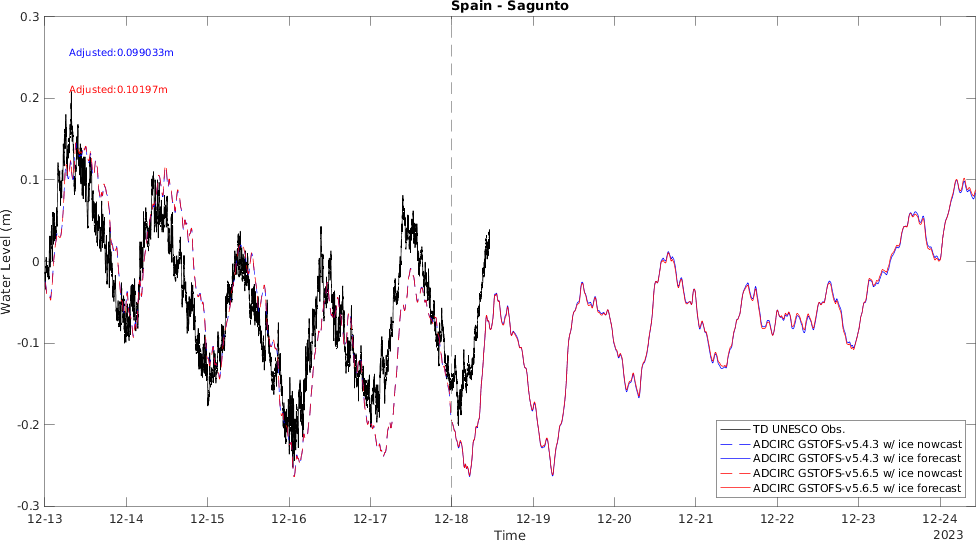 Spain - Sagunto
0.3
Adjusted:0.099033m
Adjusted:0.10197m
0.2
0.1
0
-0.1
-0.2
-0.3
Water Level (m)
TD UNESCO Obs.
ADCIRC GSTOFS-v5.4.3 w/ ice nowcast
ADCIRC GSTOFS-v5.4.3 w/ ice forecast
ADCIRC GSTOFS-v5.6.5 w/ ice nowcast
ADCIRC GSTOFS-v5.6.5 w/ ice forecast
12-13 12-14 12-15 12-16 12-17 12-18 12-19 12-20 12-21 12-22 12-23 12-24
Time
2023